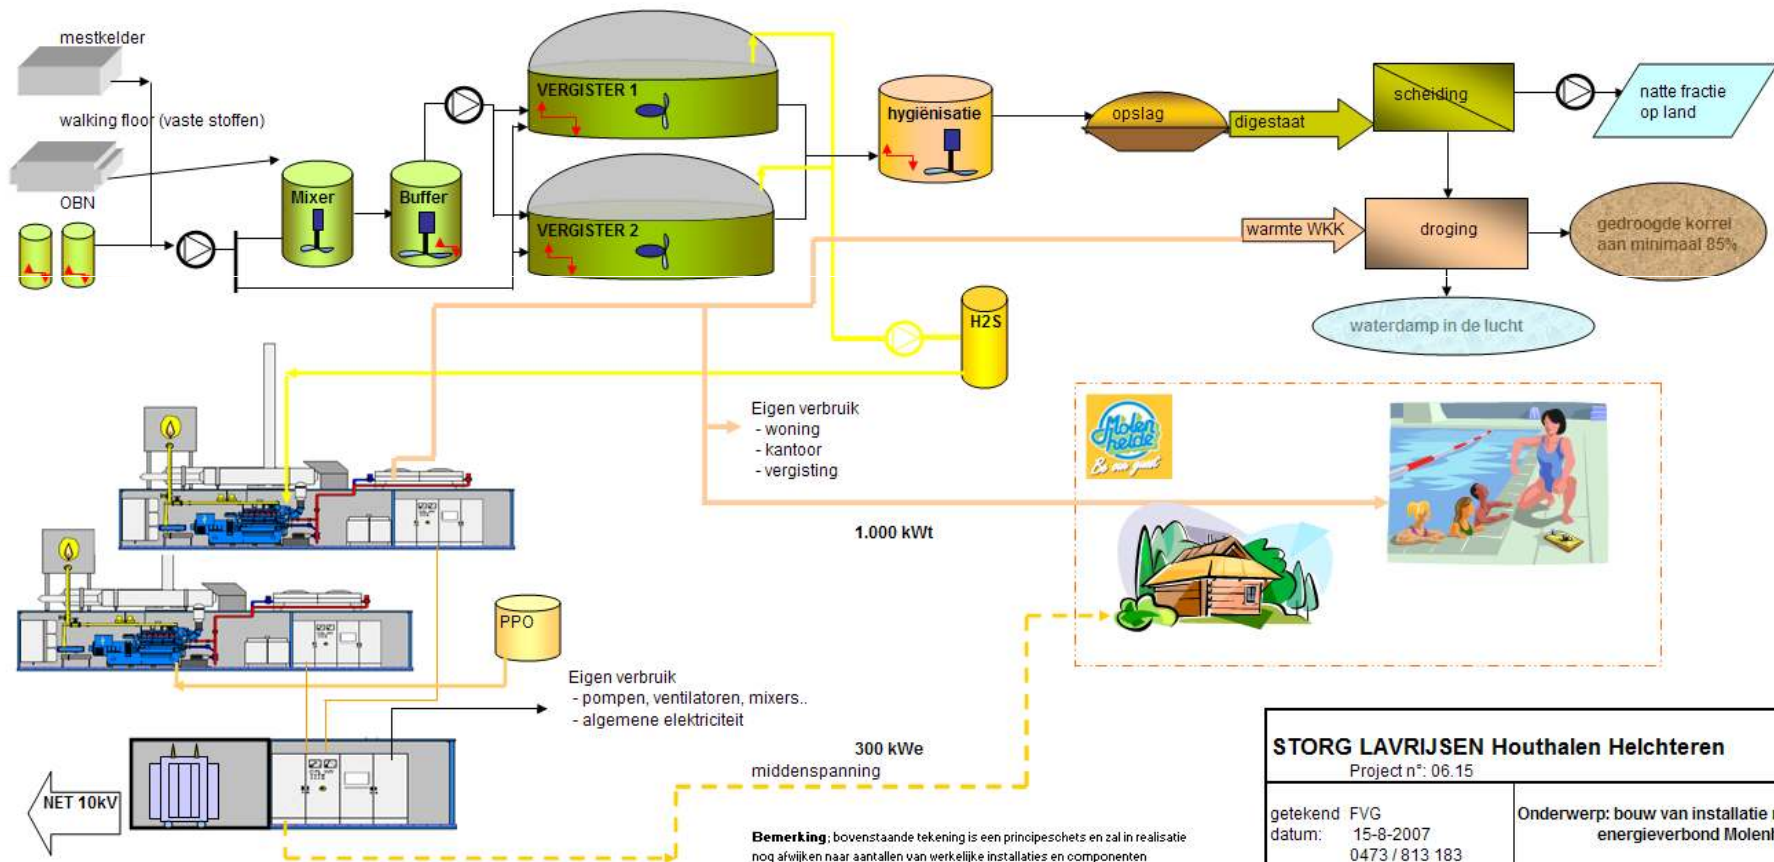 mestkelder
walking floor (vaste stoffen)
OBN
Mixer
Buffer
VERGISTER 1
VERGISTER 2
hygiënisatie
opslag
digestaat
scheiding
natte fractie
op land
warmte WKK
droging
gedroogde korrel
aan minimaal 85%
waterdamp in de lucht
H2S
Eigen verbruik
- woning
- kantoor
- vergisting
Molen
heide
1.000 kWt
PPO
Eigen verbruik
- pompen, ventilatoren, mixers..
- algemene elektriciteit
300 kWe
middenspanning
NET 10kV
Bemerking; bovenstaande tekening is een principeschets en zal in realisatie
nog afwijken naar aantallen van werkelijke installaties en componenten
STORG LAVRIJSEN Houthalen Helchteren
Project n°: 06.15
getekend FVG
datum: 15-8-2007
0473 / 813 183
Onderwerp: bouw van installatie
energieverbond